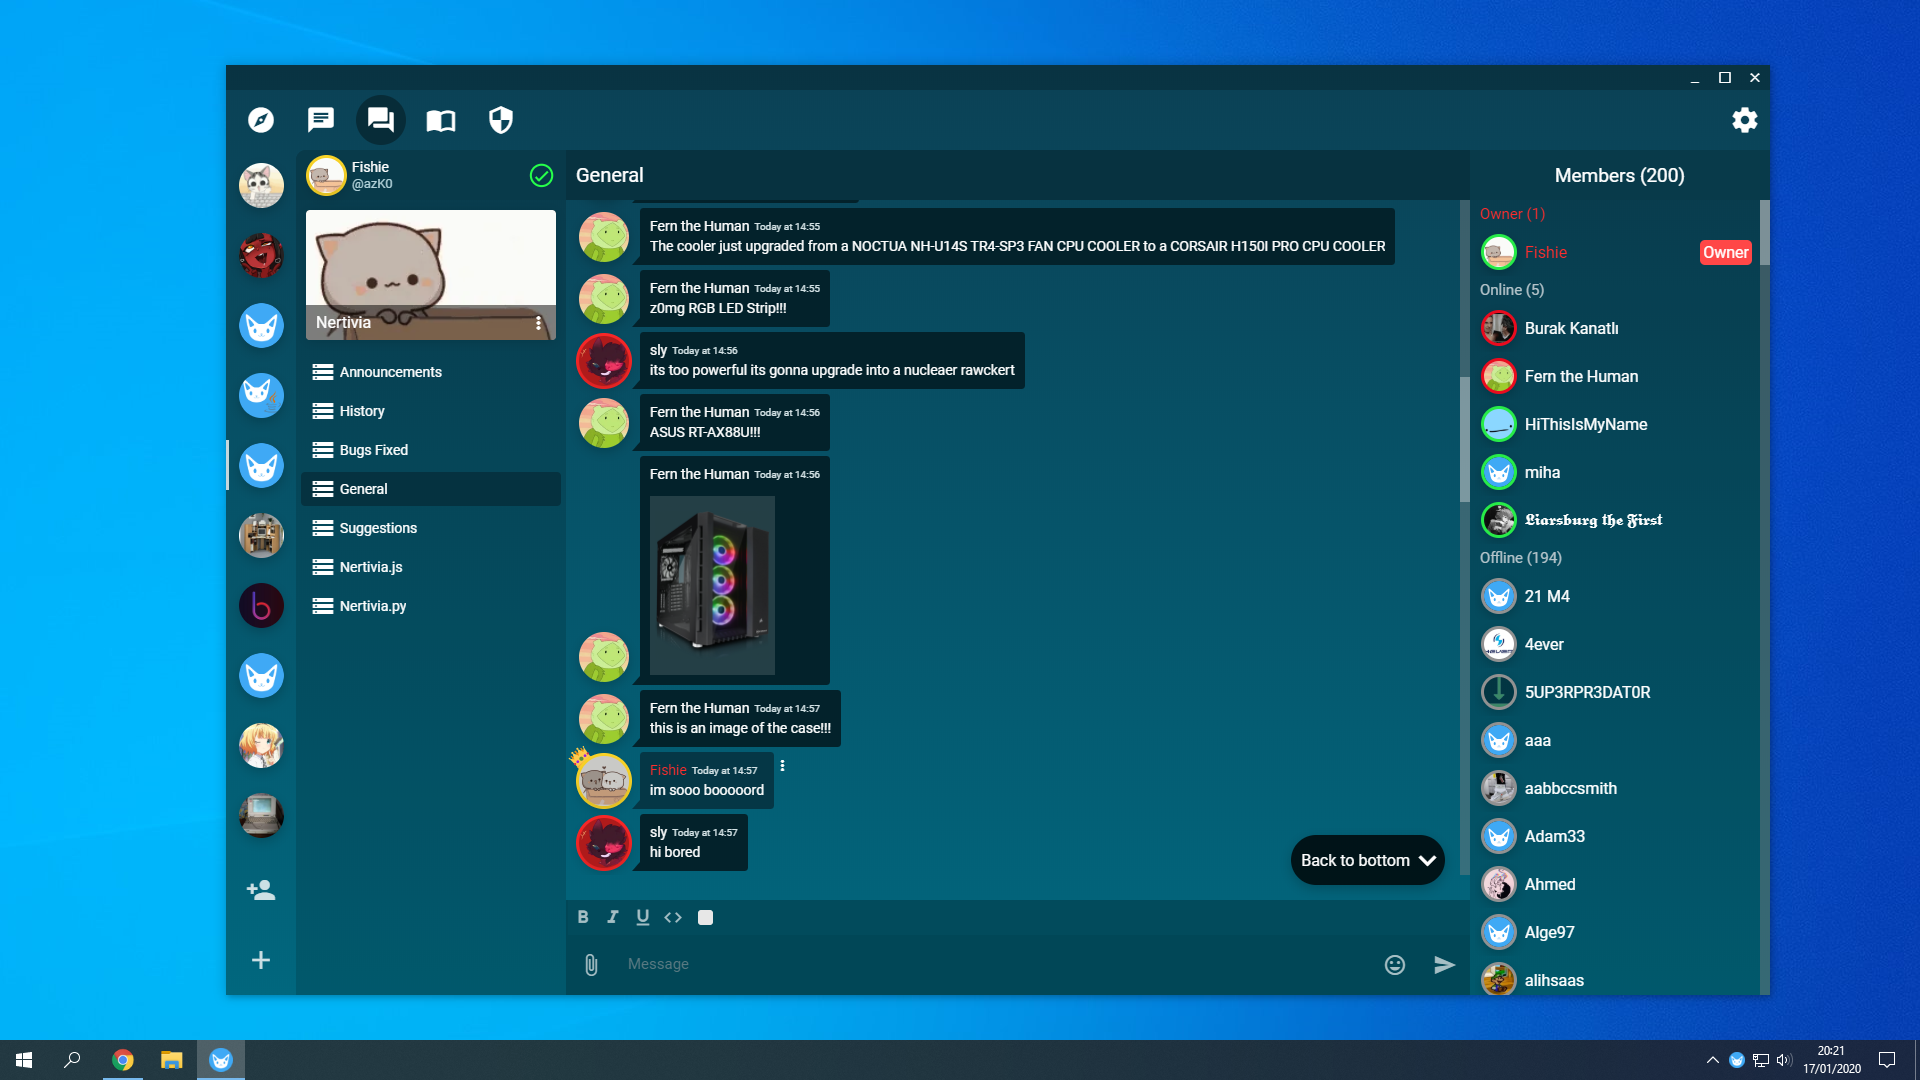 Fishie
@azK0
Nertivia
Announcements
History
Bugs Fixed
General
Suggestions
Nertivia.js
Nertivia.py
General
Fern the Human Today at 14:55
The cooler just upgraded from a NOCTUA NH-U14S TR4-SP3 FAN CPU COOLER to a CORSAIR H150I PRO CPU COOLER
Fern the Human Today at 14:55
z0mg RGB LED Strip!!!
sly Today at 14:56
its too powerful its gonna upgrade into a nucleaer rawckert
Fern the Human Today at 14:56
ASUS RT-AX88U!!!
Fern the Human Today at 14:56
Fern the Human Today at 14:57
this is an image of the case!!!
Fishie Today at 14:57
im sooo booooord
sly Today at 14:57
hi bored
Back to bottom
B I U <>
Message
Members (200)
Owner (1)
Fishie Owner
Online (5)
Burak Kanatlı
Fern the Human
HiThisIsMyName
miha
𝕷𝖎𝖆𝖗𝖘𝖇𝖚𝖗𝖌 𝖙𝖍𝖊 𝕱𝖎𝖗𝖘𝖙
Offline (194)
21 M4
4ever
5UP3RPR3DAT0R
aaa
aabbccsmith
Adam33
Ahmed
Alge97
alihsaas
20:21
17/01/2020